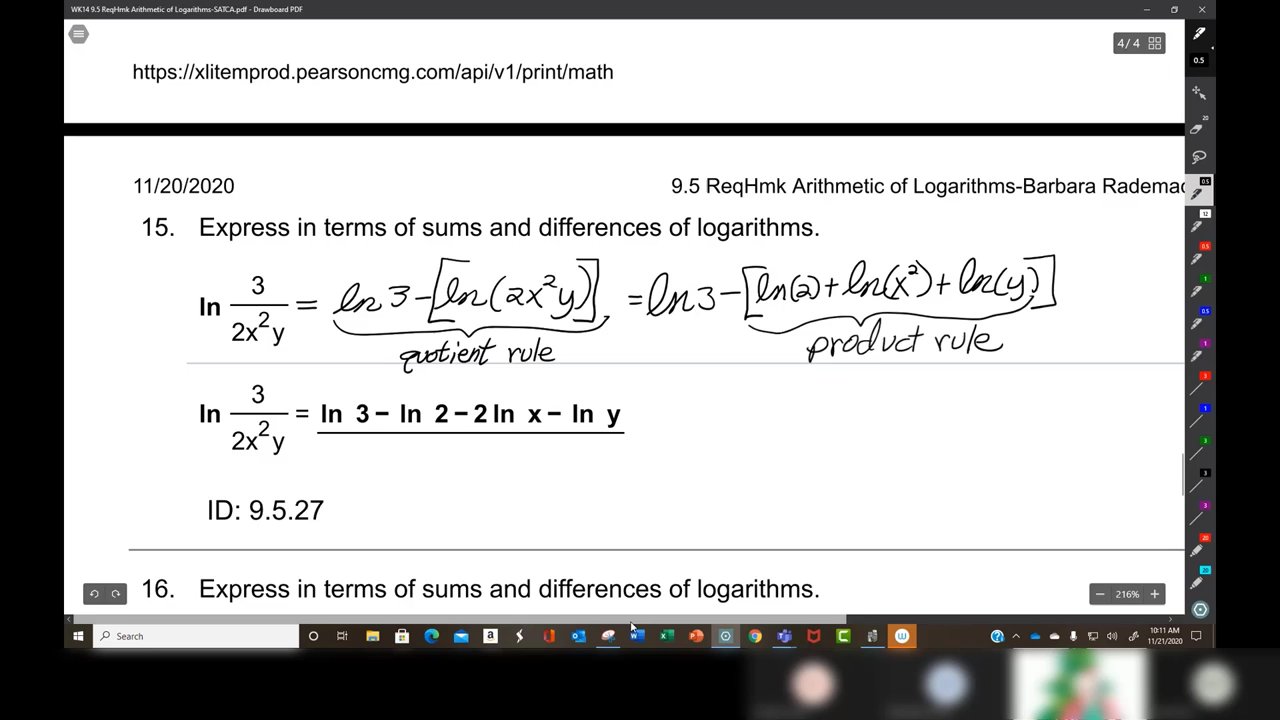 WK14 9.5 ReqHmk Arithmetic of Logarithms-SATCA.pdf - Drawboard PDF
4/4
0.5
https://xlitemprod.pearsoncmg.com/api/v1/print/math
11/20/2020 9.5 ReqHmk Arithmetic of Logarithms-Barbara Rademac
15. Express in terms of sums and differences of logarithms.
ln 3/(2x²y) = ln 3 - [ln(2x²y)] = ln 3 - [ln(2) + ln(x²) + ln(y)]
quotient rule product rule
ln 3/(2x²y) = ln 3 − ln 2 − 2 ln x − ln y
ID: 9.5.27
16. Express in terms of sums and differences of logarithms.
216%
Search
10:11 AM
11/21/2020